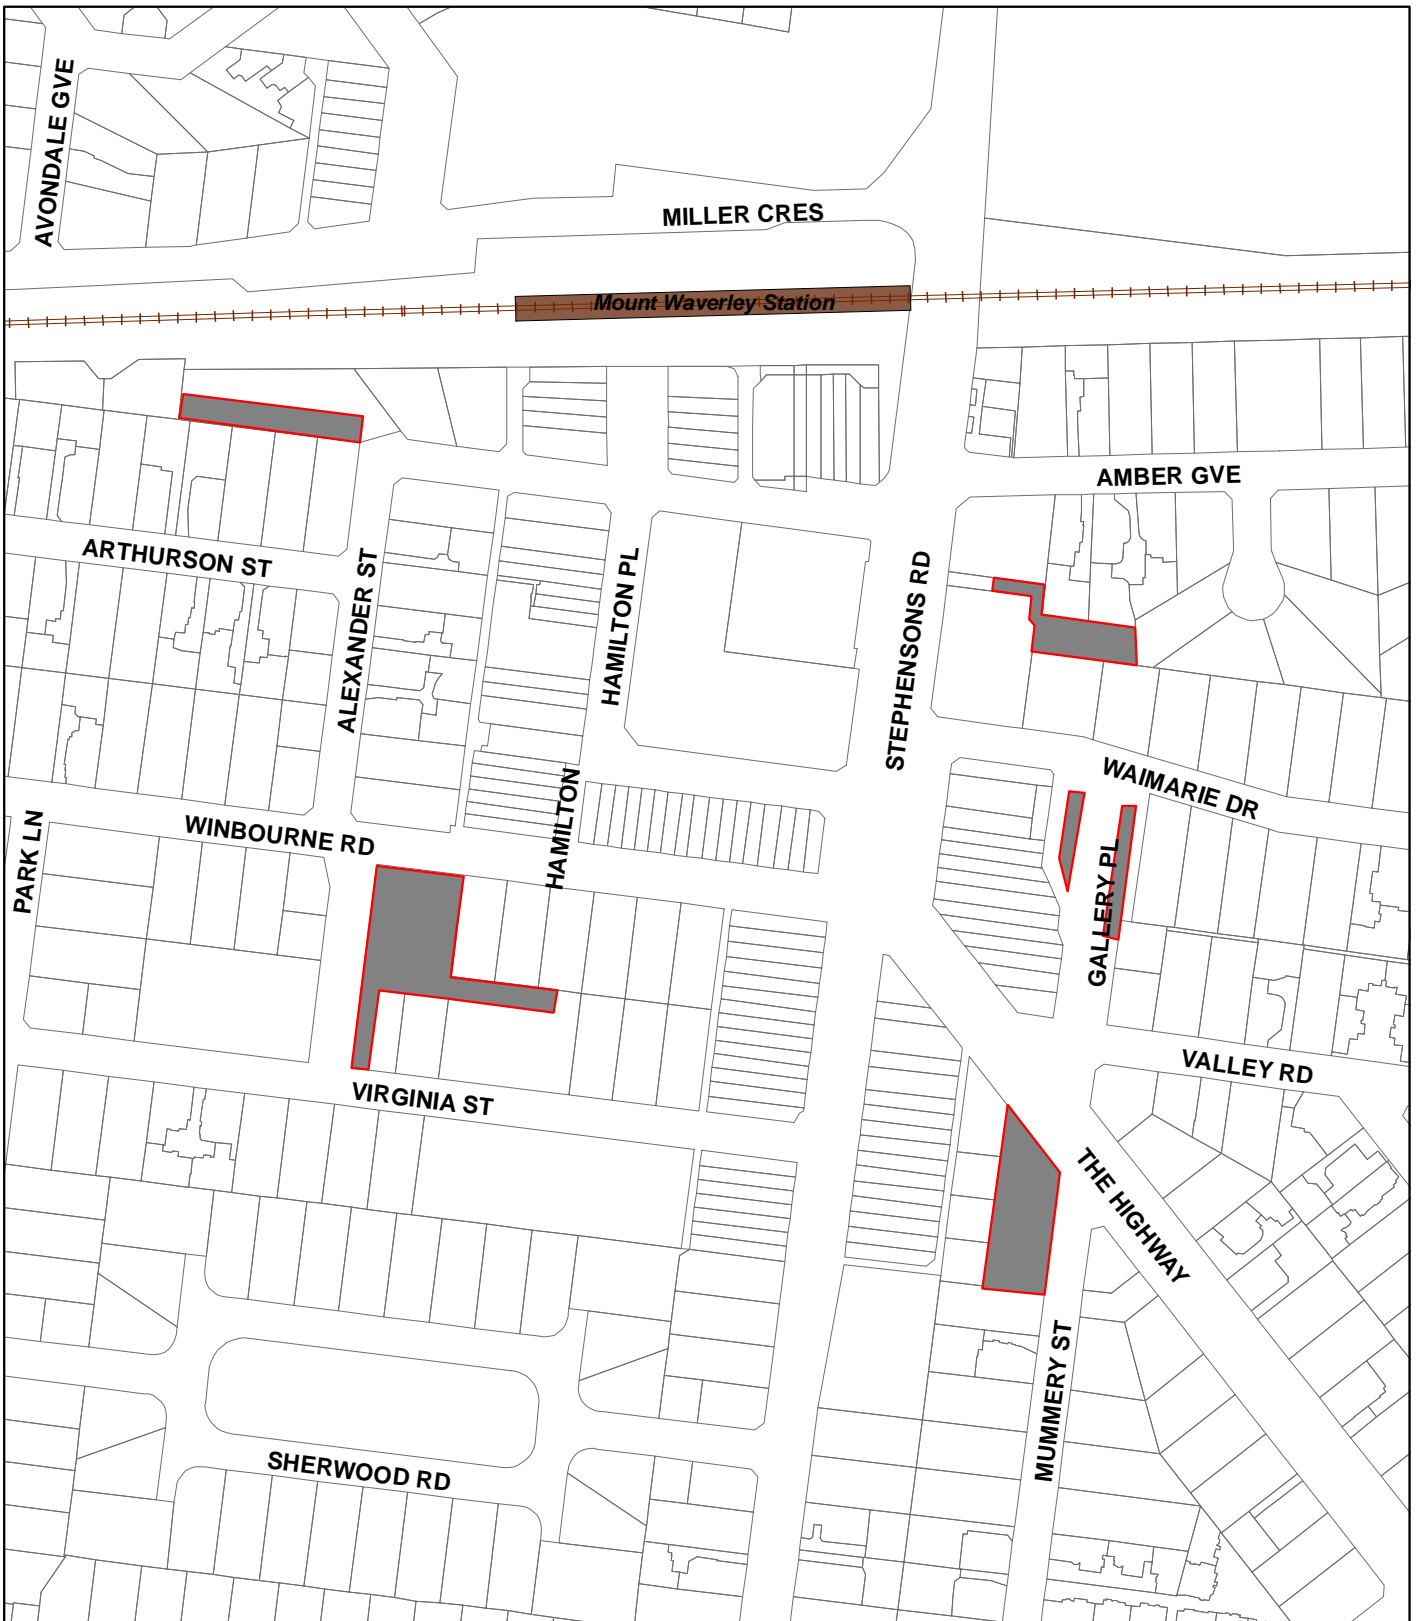 AVONDALE GVE
MILLER CRES
Mount Waverley Station
AMBER GVE
ARTHURSON ST
ALEXANDER ST
HAMILTON PL
STEPHENSONS RD
WAIMARIE DR
HAMILTON
WINBOURNE RD
PARK LN
GALLERY PL
VALLEY RD
VIRGINIA ST
THE HIGHWAY
MUMMERY ST
SHERWOOD RD